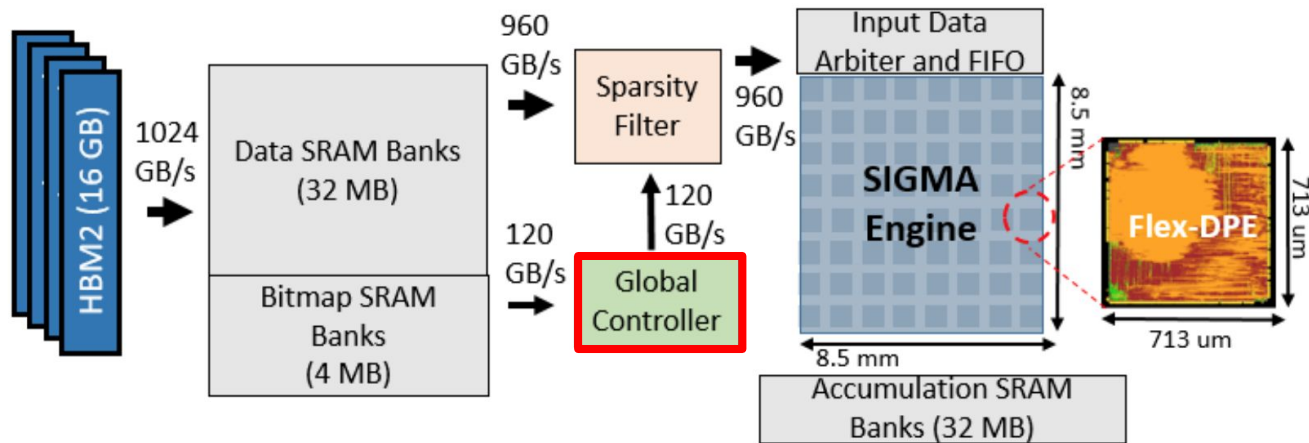 HBM2 (16 GB)
1024
GB/s
Data SRAM Banks
(32 MB)
Bitmap SRAM
Banks
(4 MB)
960
GB/s
120
GB/s
Sparsity
Filter
120
GB/s
Global
Controller
960
GB/s
Input Data
Arbiter and FIFO
SIGMA
Engine
8.5 mm
8.5 mm
Accumulation SRAM
Banks (32 MB)
Flex-DPE
713 um
713 um